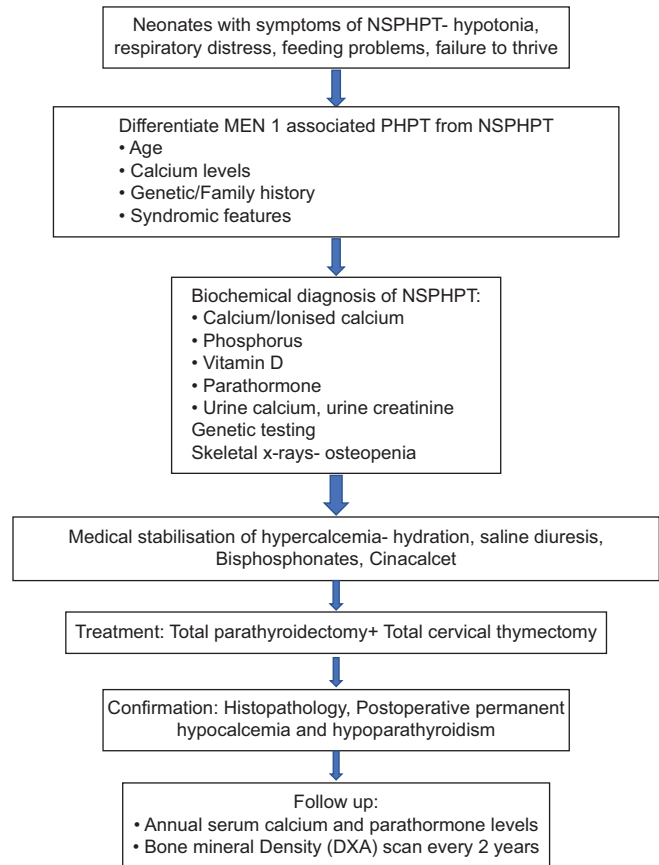 Neonates with symptoms of NSPHPT- hypotonia,
respiratory distress, feeding problems, failure to thrive
Differentiate MEN 1 associated PHPT from NSPHPT
• Age
• Calcium levels
• Genetic/Family history
• Syndromic features
Biochemical diagnosis of NSPHPT:
• Calcium/Ionised calcium
• Phosphorus
• Vitamin D
• Parathormone
• Urine calcium, urine creatinine
Genetic testing
Skeletal x-rays- osteopenia
Medical stabilisation of hypercalcemia- hydration, saline diuresis,
Bisphosphonates, Cinacalcet
Treatment: Total parathyroidectomy+ Total cervical thymectomy
Confirmation: Histopathology, Postoperative permanent
hypocalcemia and hypoparathyroidism
Follow up:
• Annual serum calcium and parathormone levels
• Bone mineral Density (DXA) scan every 2 years